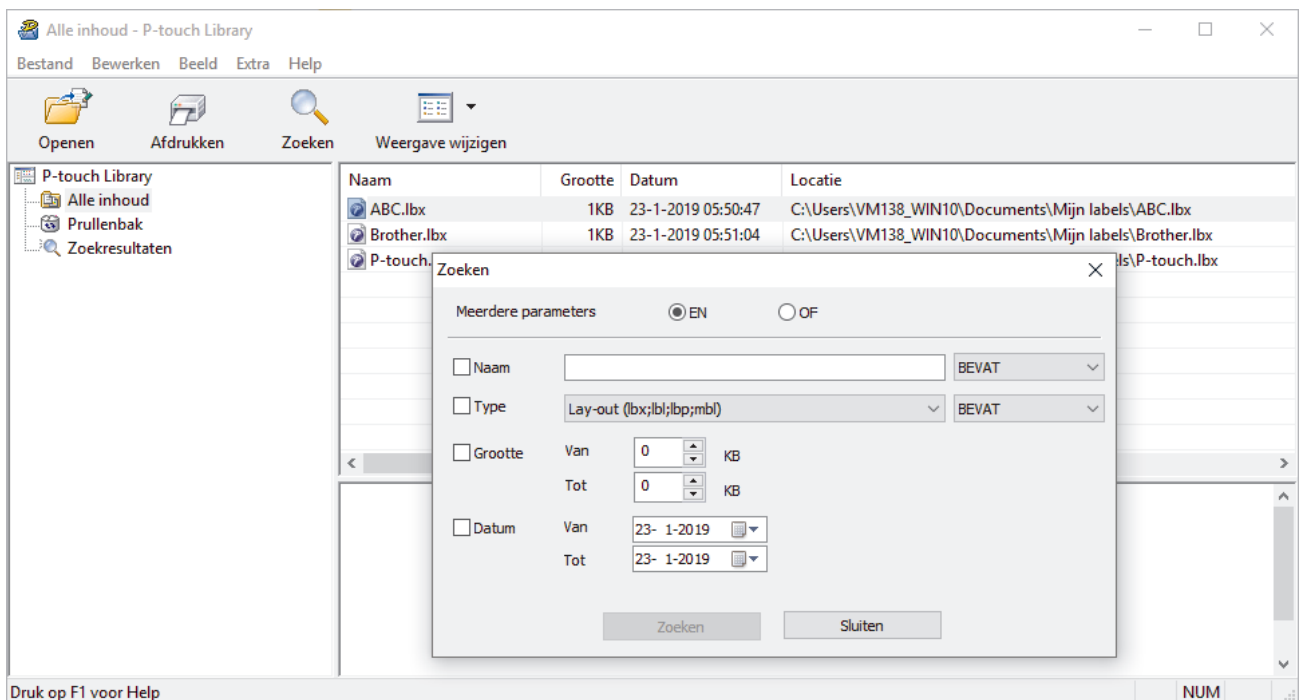 Alle inhoud - P-touch Library
Bestand Bewerken Beeld Extra Help
Openen Afdrukken Zoeken Weergave wijzigen
P-touch Library
Alle inhoud
Prullenbak
Zoekresultaten
Naam Grootte Datum Locatie
ABC.lbx 1KB 23-1-2019 05:50:47 C:\Users\VM138_WIN10\Documents\Mijn labels\ABC.lbx
Brother.lbx 1KB 23-1-2019 05:51:04 C:\Users\VM138_WIN10\Documents\Mijn labels\Brother.lbx
P-touch. ls\P-touch.lbx
Zoeken
Meerdere parameters EN OF
Naam BEVAT
Type Lay-out (lbx;lbl;lbp;mbl) BEVAT
Grootte Van 0 KB
Tot 0 KB
Datum Van 23- 1-2019
Tot 23- 1-2019
Zoeken Sluiten
Druk op F1 voor Help NUM